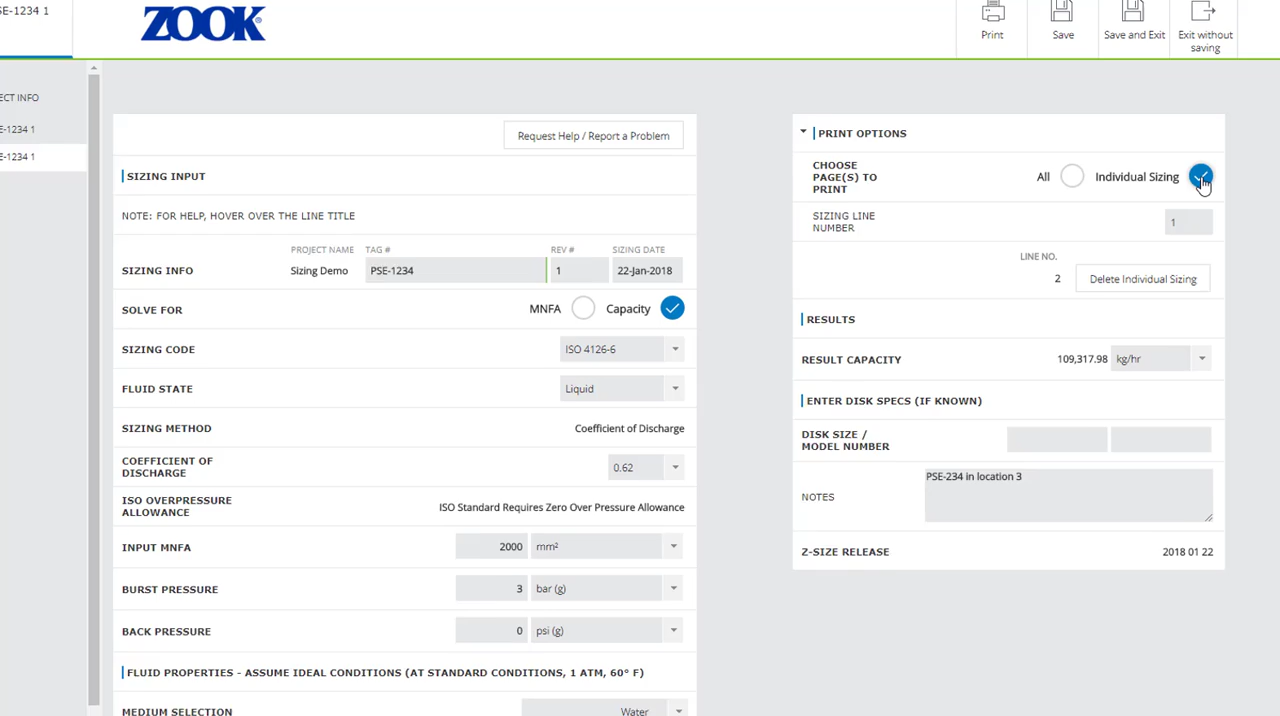 SE-1234 1
ZOOK®
Print
Save
Save and Exit
Exit without
saving
ECT INFO
E-1234 1
E-1234 1
Request Help / Report a Problem
SIZING INPUT
NOTE: FOR HELP, HOVER OVER THE LINE TITLE
PROJECT NAME TAG # REV # SIZING DATE
SIZING INFO Sizing Demo PSE-1234 1 22-Jan-2018
SOLVE FOR MNFA Capacity
SIZING CODE ISO 4126-6
FLUID STATE Liquid
SIZING METHOD Coefficient of Discharge
COEFFICIENT OF
DISCHARGE 0.62
ISO OVERPRESSURE
ALLOWANCE ISO Standard Requires Zero Over Pressure Allowance
INPUT MNFA 2000 mm²
BURST PRESSURE 3 bar (g)
BACK PRESSURE 0 psi (g)
FLUID PROPERTIES - ASSUME IDEAL CONDITIONS (AT STANDARD CONDITIONS, 1 ATM, 60° F)
MEDIUM SELECTION Water
PRINT OPTIONS
CHOOSE
PAGE(S) TO
PRINT
All Individual Sizing
SIZING LINE
NUMBER 1
LINE NO.
2 Delete Individual Sizing
RESULTS
RESULT CAPACITY 109,317.98 kg/hr
ENTER DISK SPECS (IF KNOWN)
DISK SIZE /
MODEL NUMBER
NOTES PSE-234 in location 3
Z-SIZE RELEASE 2018 01 22